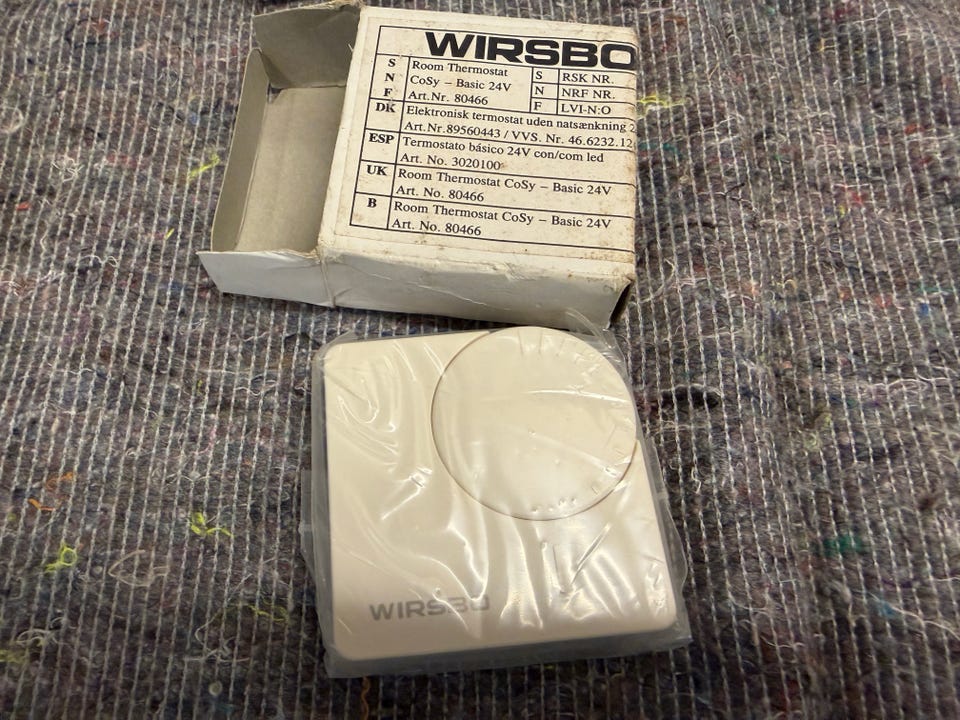 WIRSBO
S N F
Room Thermostat
CoSy – Basic 24V
Art.Nr. 80466
S RSK NR.
N NRF NR.
F LVI-N:O
DK Elektronisk termostat uden natsænkning 2
Art.Nr.89560443 / VVS. Nr. 46.6232.12
ESP Termostato básico 24V con/com led
Art. No. 3020100
UK Room Thermostat CoSy – Basic 24V
Art. No. 80466
B Room Thermostat CoSy – Basic 24V
Art. No. 80466
WIRSBO